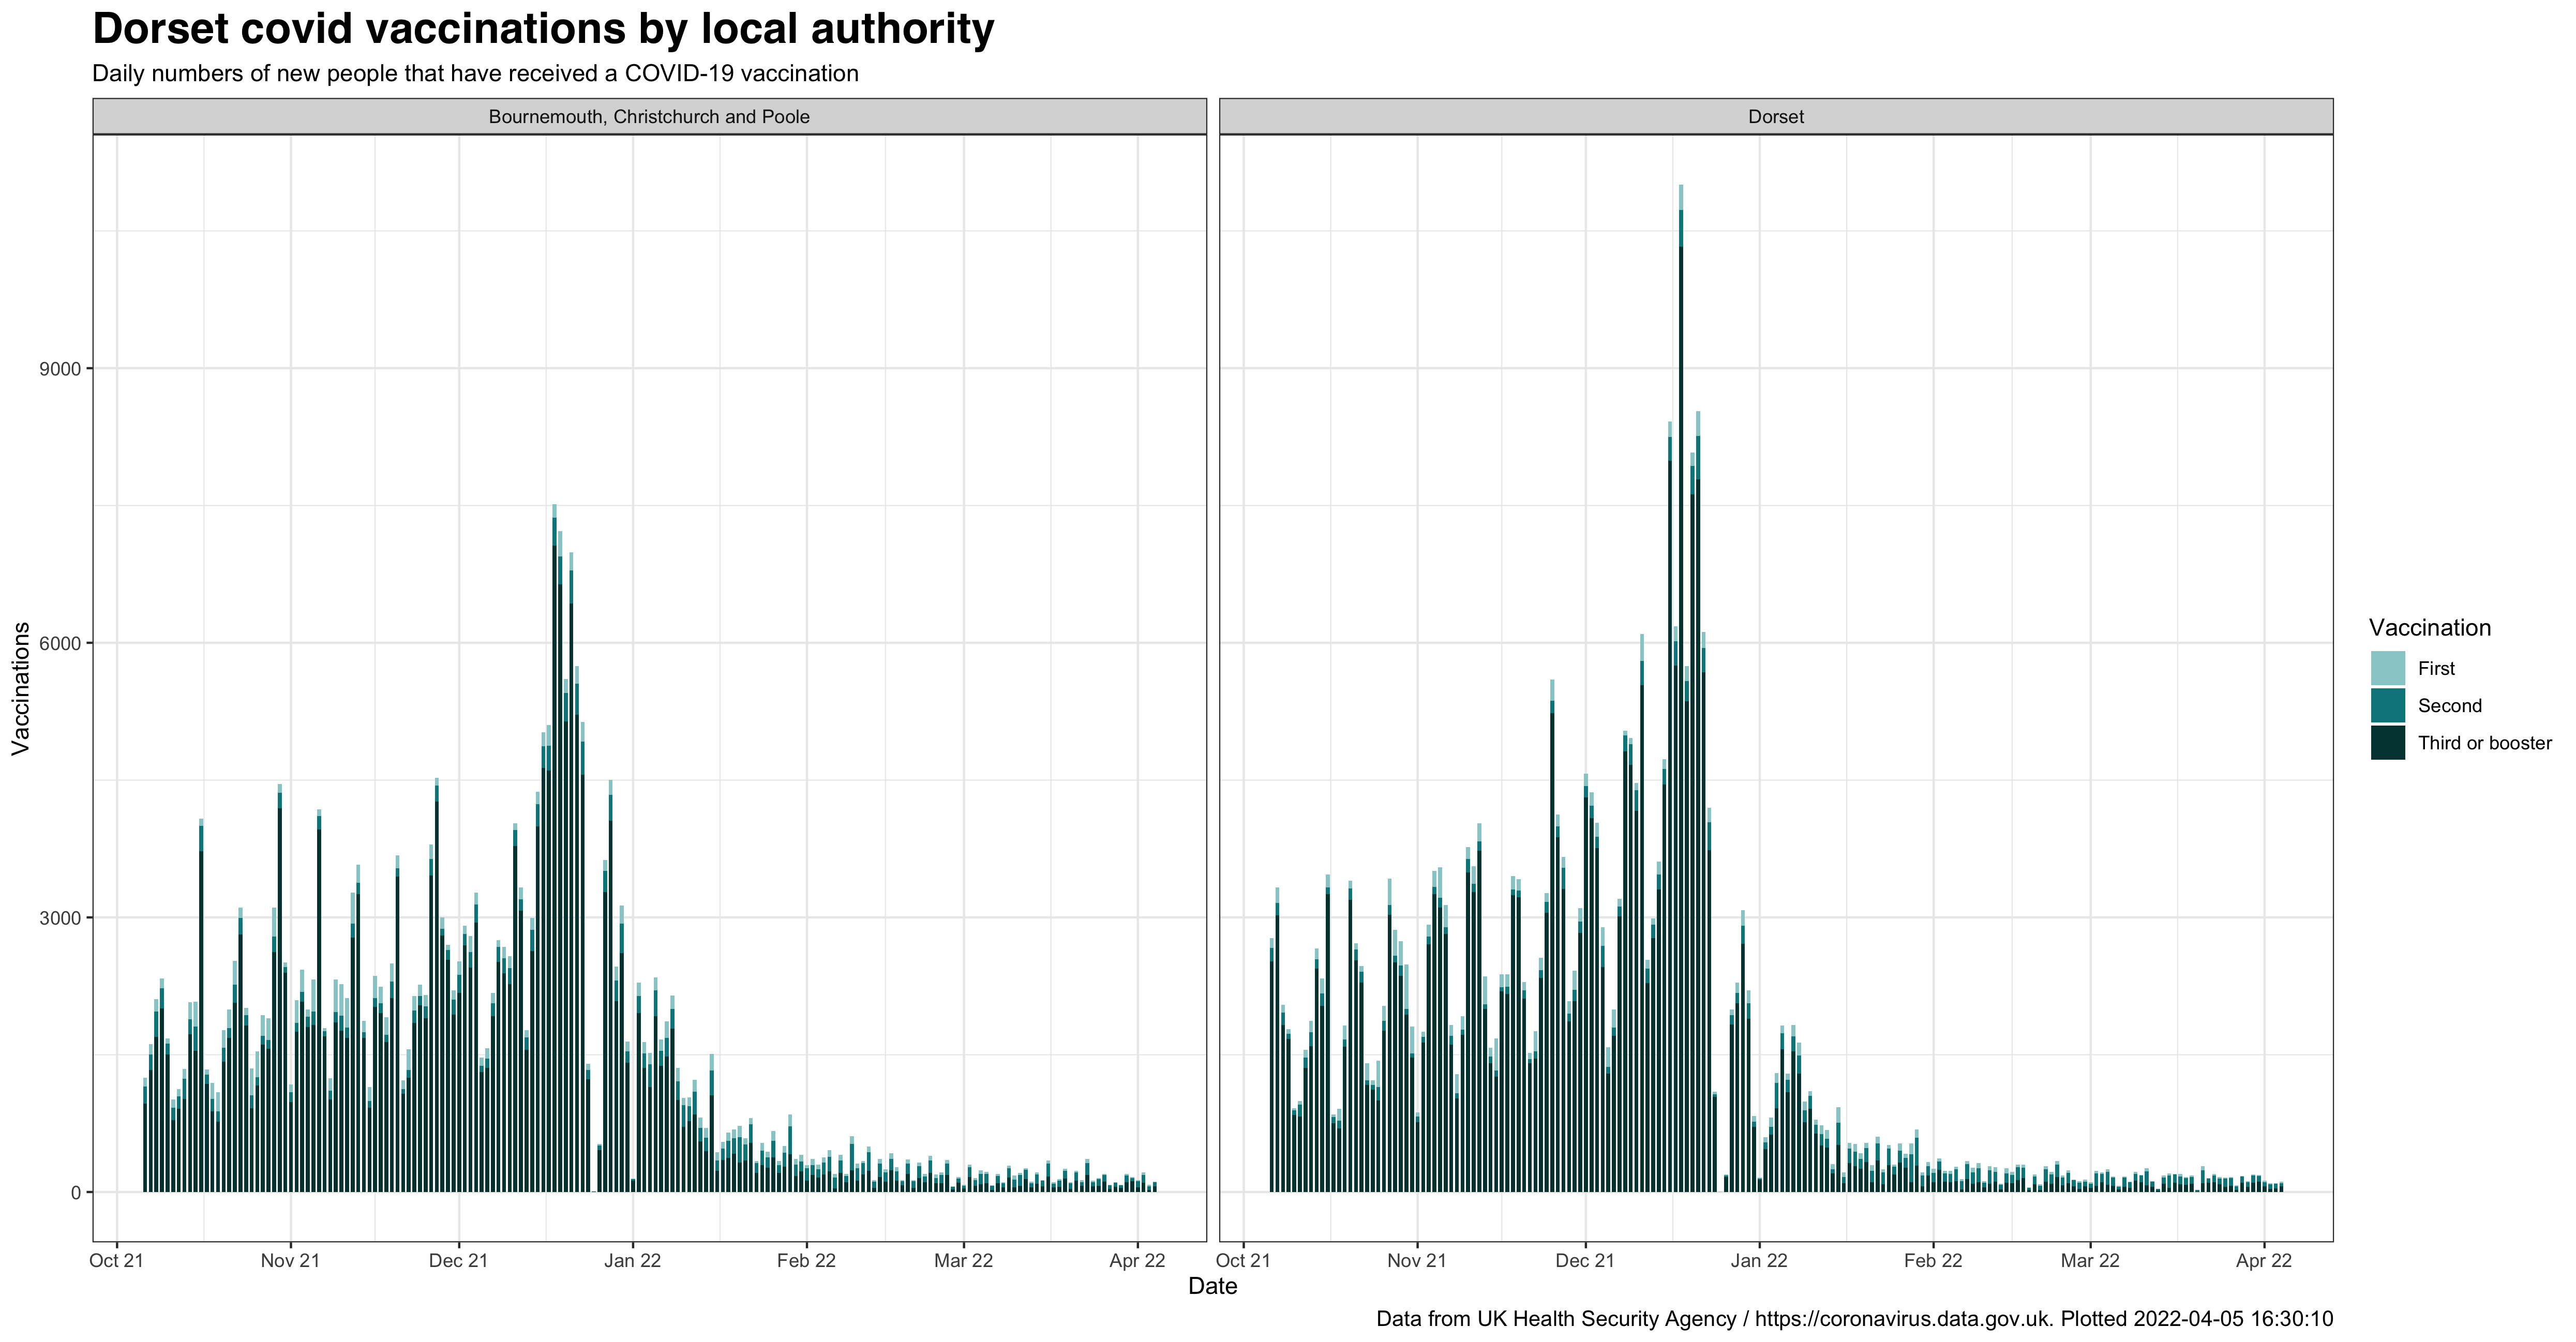 Dorset covid vaccinations by local authority
Daily numbers of new people that have received a COVID-19 vaccination
Bournemouth, Christchurch and Poole
Dorset
Vaccinations
9000
6000
3000
0
Oct 21 Nov 21 Dec 21 Jan 22 Feb 22 Mar 22 Apr 22
Oct 21 Nov 21 Dec 21 Jan 22 Feb 22 Mar 22 Apr 22
Date
Vaccination
First
Second
Third or booster
Data from UK Health Security Agency / https://coronavirus.data.gov.uk. Plotted 2022-04-05 16:30:10